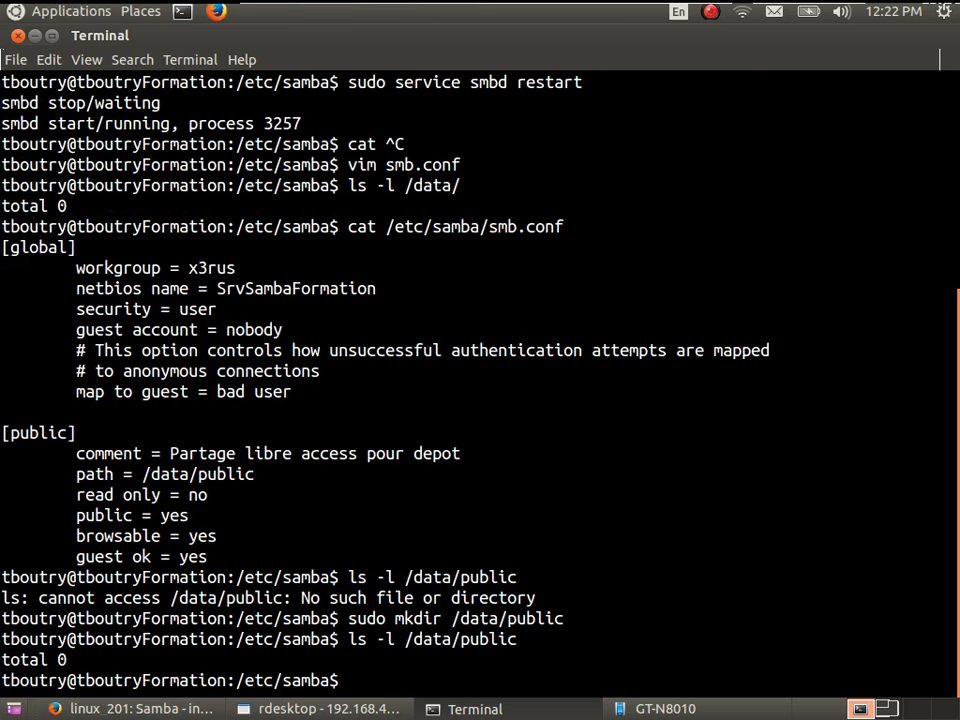 Applications Places En 12:22 PM
Terminal
File Edit View Search Terminal Help
tboutry@tboutryFormation:/etc/samba$ sudo service smbd restart
smbd stop/waiting
smbd start/running, process 3257
tboutry@tboutryFormation:/etc/samba$ cat ^C
tboutry@tboutryFormation:/etc/samba$ vim smb.conf
tboutry@tboutryFormation:/etc/samba$ ls -l /data/
total 0
tboutry@tboutryFormation:/etc/samba$ cat /etc/samba/smb.conf
[global]
workgroup = x3rus
netbios name = SrvSambaFormation
security = user
guest account = nobody
# This option controls how unsuccessful authentication attempts are mapped
# to anonymous connections
map to guest = bad user
[public]
comment = Partage libre access pour depot
path = /data/public
read only = no
public = yes
browsable = yes
guest ok = yes
tboutry@tboutryFormation:/etc/samba$ ls -l /data/public
ls: cannot access /data/public: No such file or directory
tboutry@tboutryFormation:/etc/samba$ sudo mkdir /data/public
tboutry@tboutryFormation:/etc/samba$ ls -l /data/public
total 0
tboutry@tboutryFormation:/etc/samba$
linux_201: Samba - in... rdesktop - 192.168.4... Terminal GT-N8010